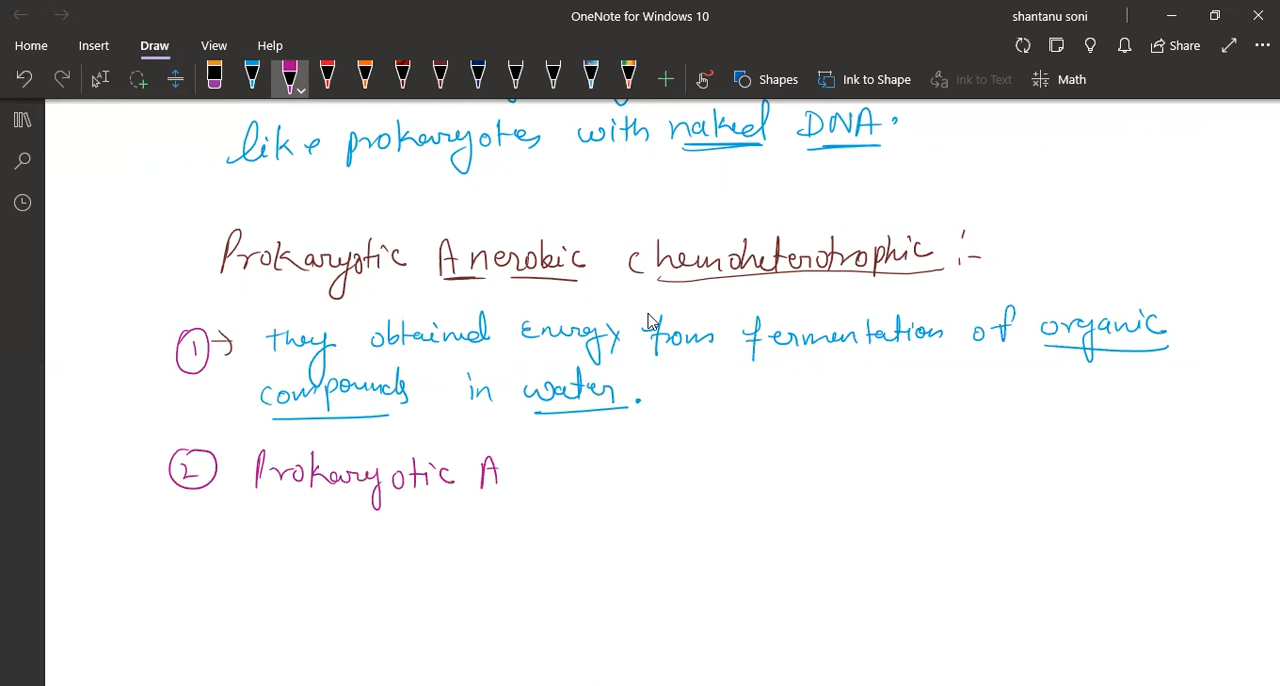 OneNote for Windows 10
shantanu soni
Home Insert Draw View Help
Share
Shapes Ink to Shape Ink to Text Math
like prokaryotes with naked DNA.
Prokaryotic Anerobic chemoheterotrophic :-
1 → they obtained Energy from fermentation of organic
compounds in water.
2 Prokaryotic A